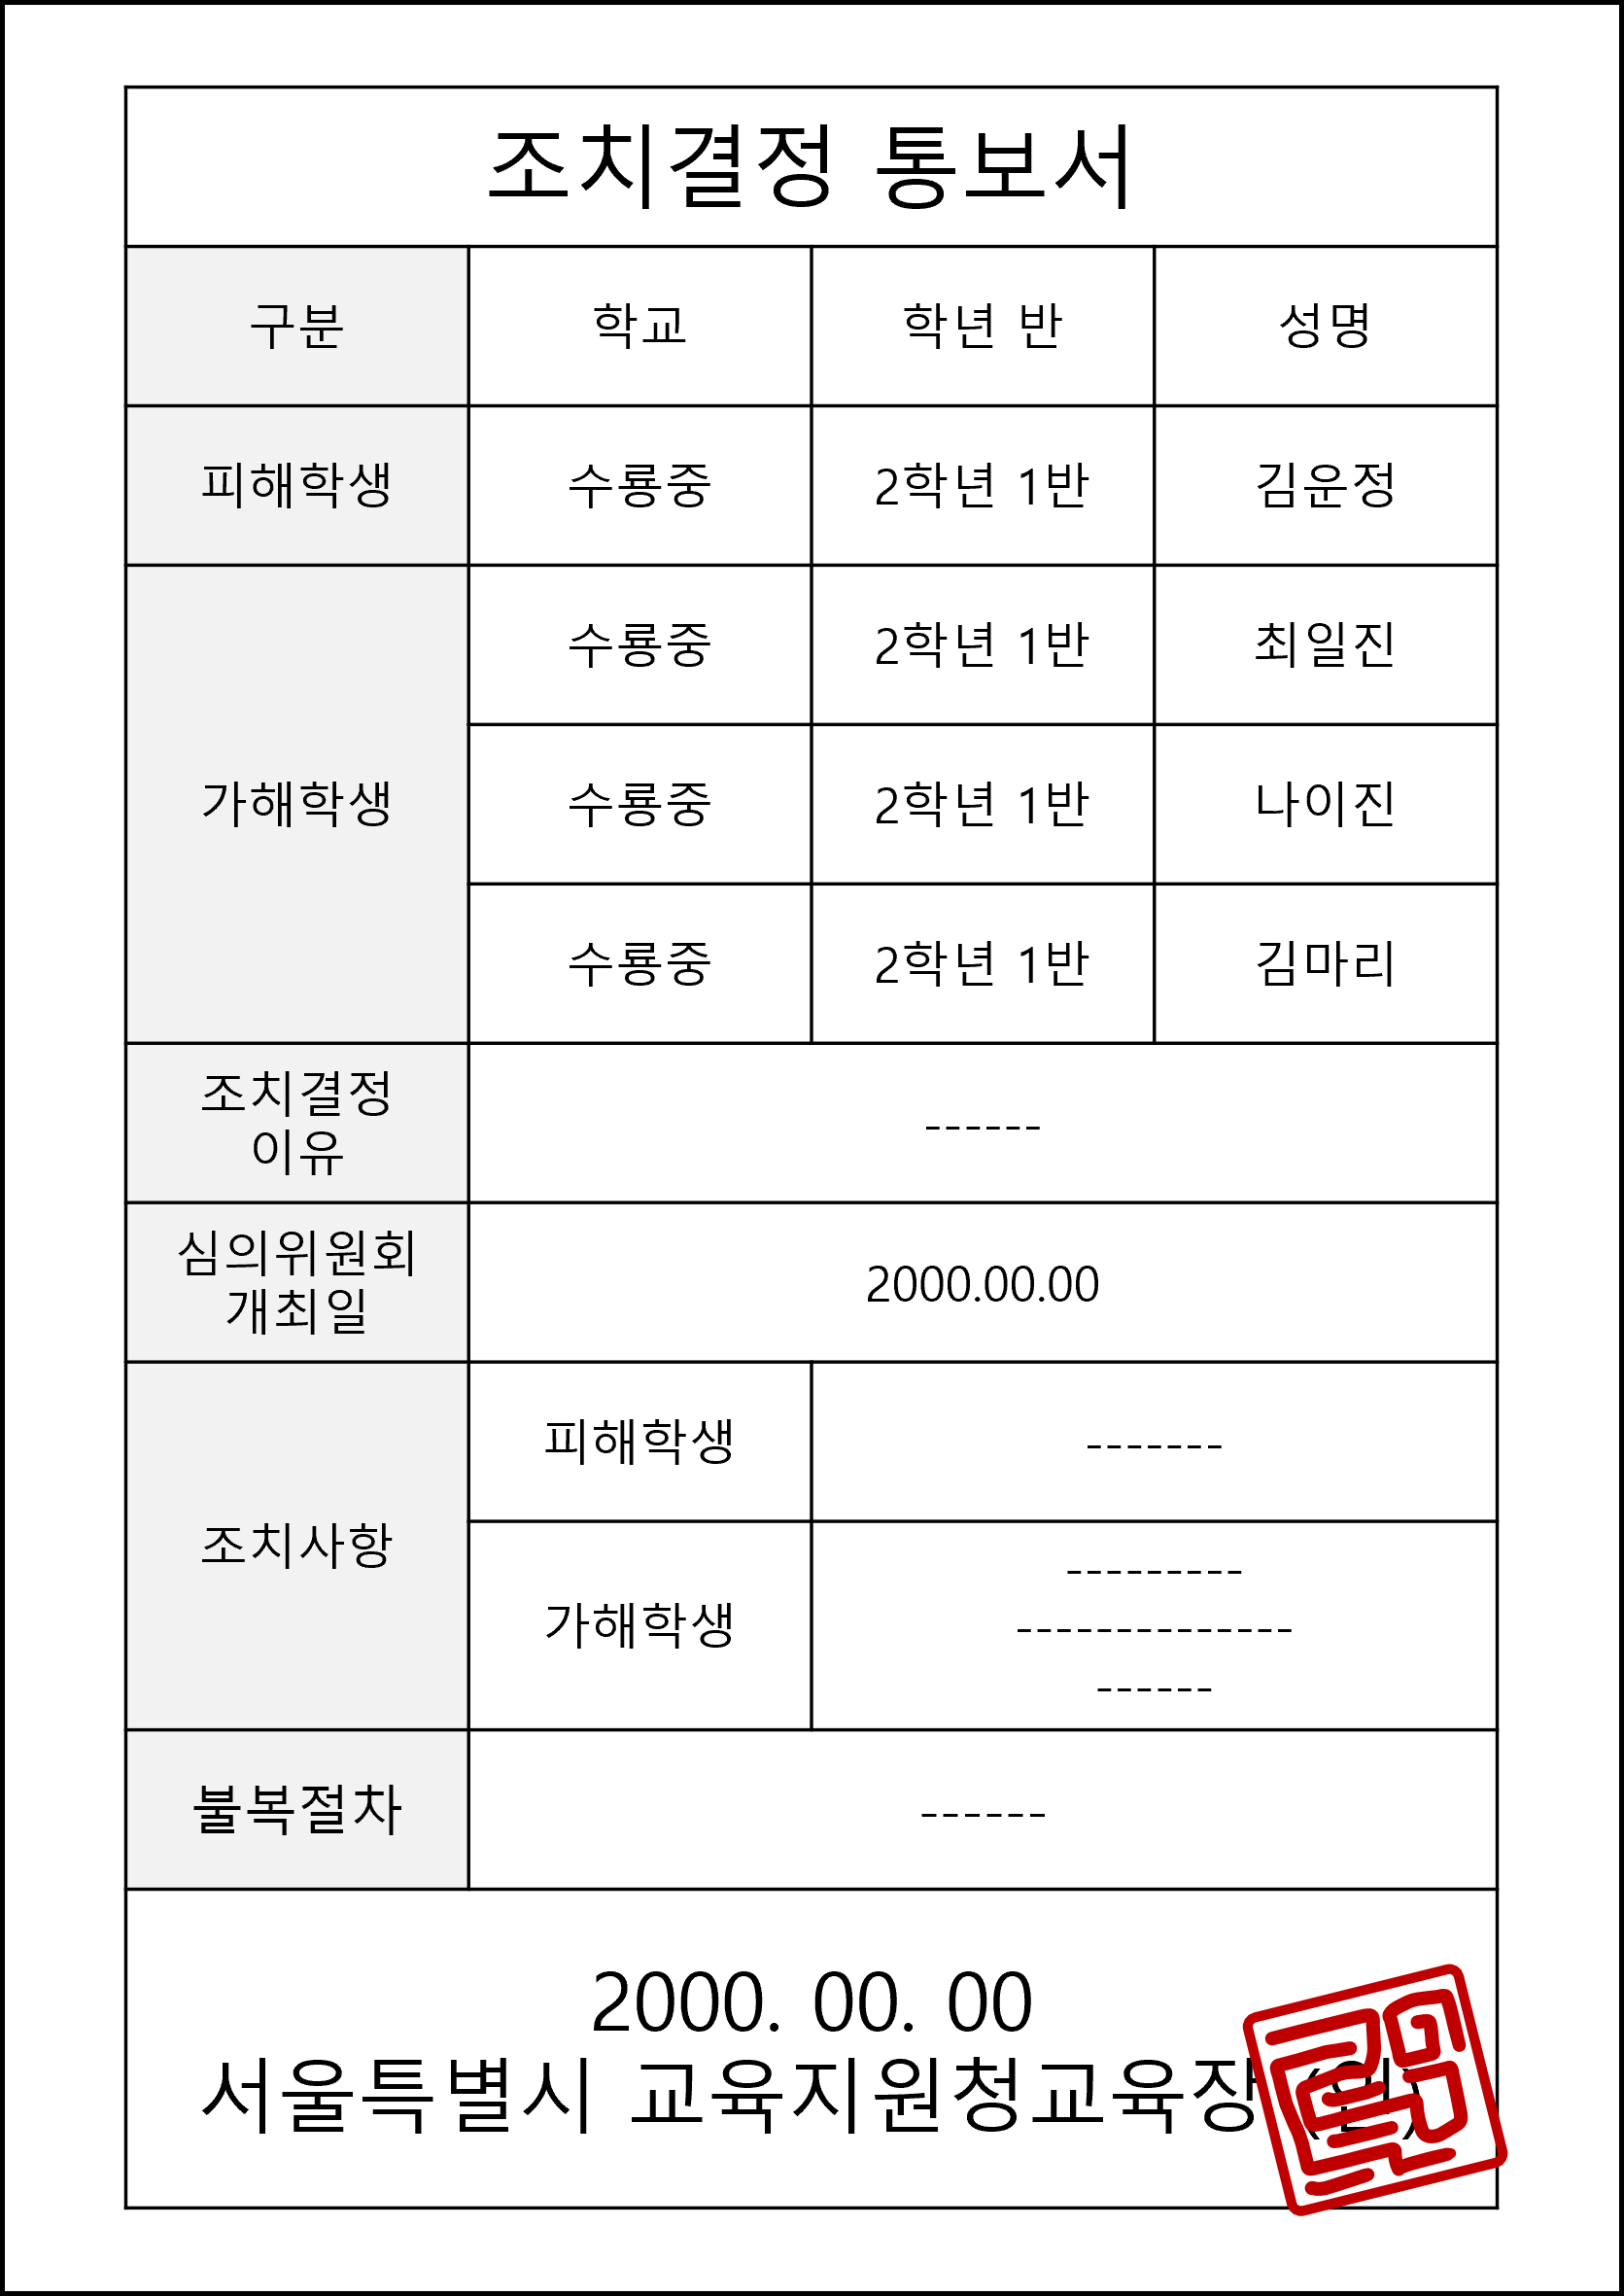 조치결정 통보서
구분 학교 학년 반 성명
피해학생 수룡중 2학년 1반 김운정
가해학생
수룡중 2학년 1반 최일진
수룡중 2학년 1반 나이진
수룡중 2학년 1반 김마리
조치결정
이유
------
심의위원회
개최일
2000.00.00
조치사항
피해학생 -------
가해학생
---------
--------------
------
불복절차 ------
2000. 00. 00
서울특별시 교육지원청교육장 (인)